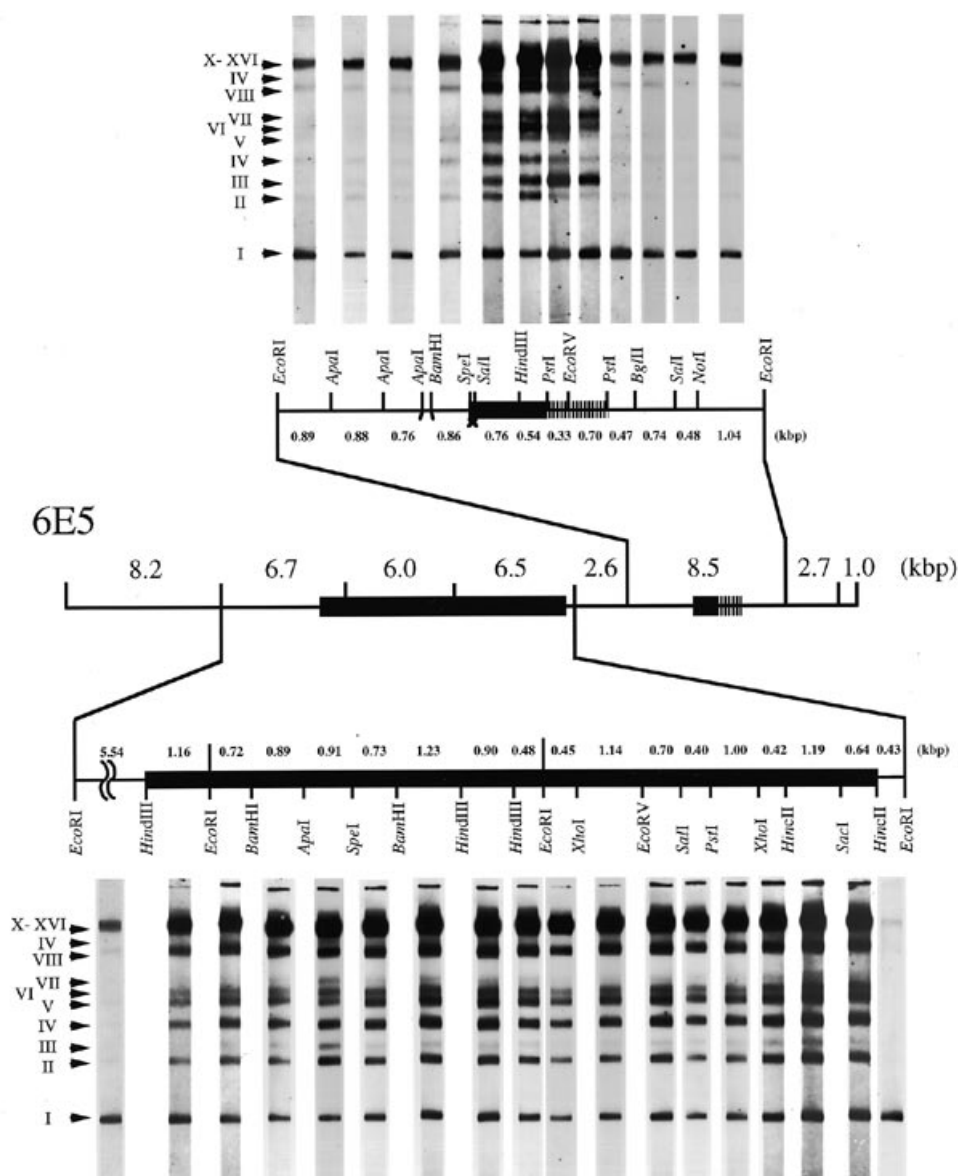 X- XVI
IV
VIII
VII
VI
V
IV
III
II
I
EcoRI
ApaI
ApaI
ApaI
BamHI
SpeI
SalI
HindIII
PstI
EcoRV
PstI
BglII
SalI
NotI
EcoRI
0.89 0.88 0.76 0.86 0.76 0.54 0.33 0.70 0.47 0.74 0.48 1.04 (kbp)
6E5
8.2 6.7 6.0 6.5 2.6 8.5 2.7 1.0 (kbp)
5.54 1.16 0.72 0.89 0.91 0.73 1.23 0.90 0.48 0.45 1.14 0.70 0.40 1.00 0.42 1.19 0.64 0.43 (kbp)
EcoRI
HindIII
EcoRI
BamHI
ApaI
SpeI
BamHI
HindIII
HindIII
EcoRI
XhoI
EcoRV
SalI
PstI
XhoI
HincII
SacI
HincII
EcoRI
X- XVI
IV
VIII
VII
VI
V
IV
III
II
I